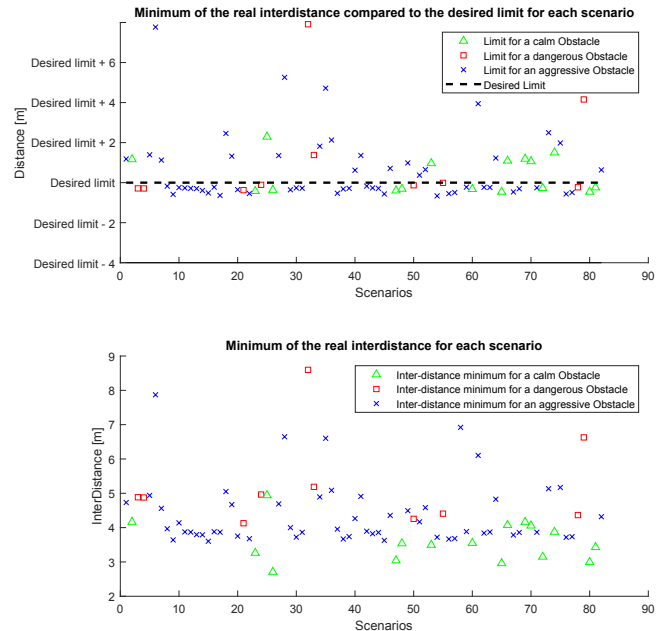 Minimum of the real interdistance compared to the desired limit for each scenario
Distance [m]
Desired limit + 6
Desired limit + 4
Desired limit + 2
Desired limit
Desired limit - 2
Desired limit - 4
Limit for a calm Obstacle
Limit for a dangerous Obstacle
Limit for an aggressive Obstacle
Desired Limit
0 10 20 30 40 50 60 70 80 90
Scenarios
Minimum of the real interdistance for each scenario
InterDistance [m]
9
8
7
6
5
4
3
2
Inter-distance minimum for a calm Obstacle
Inter-distance minimum for a dangerous Obstacle
Inter-distance minimum for an aggressive Obstacle
0 10 20 30 40 50 60 70 80 90
Scenarios